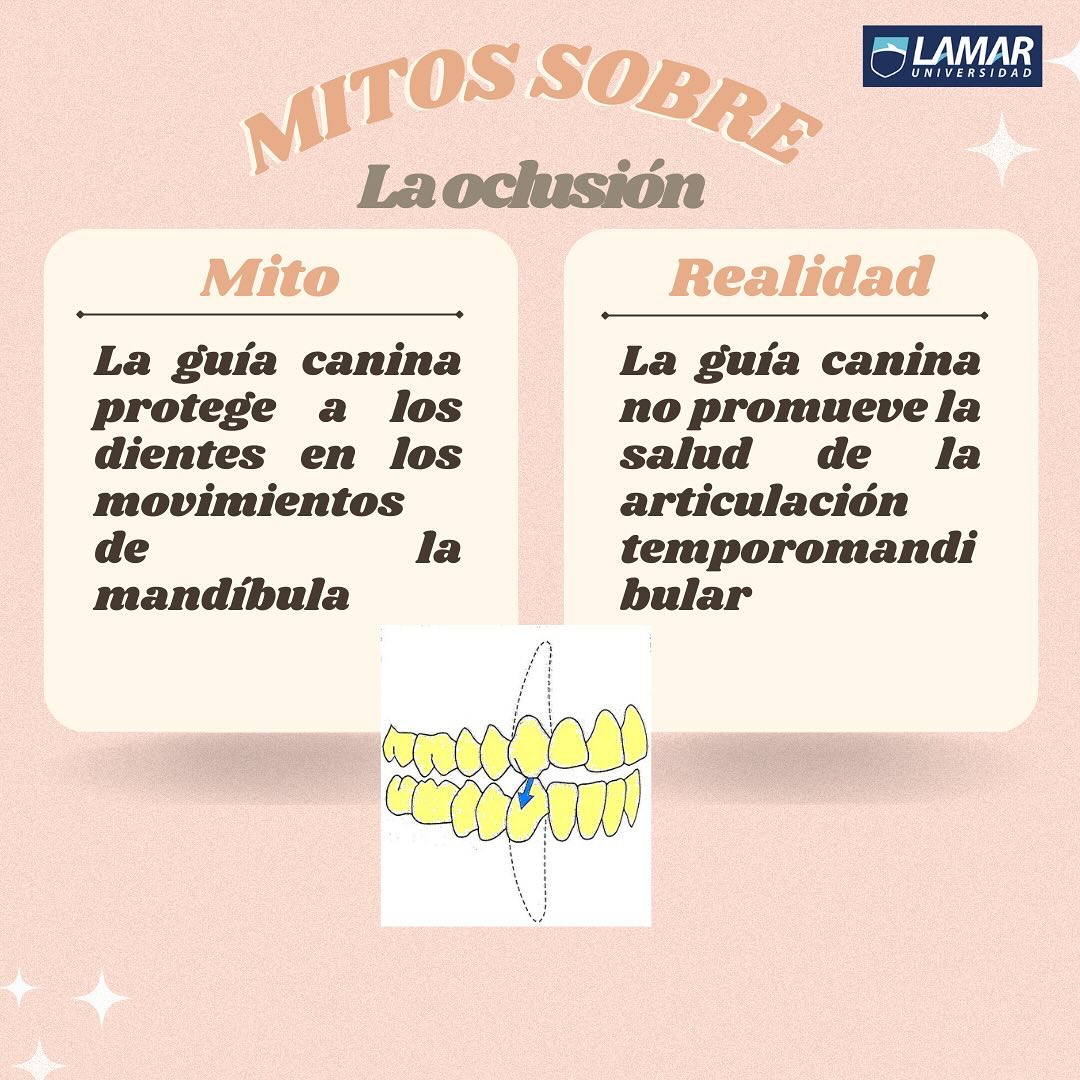 LAMAR
UNIVERSIDAD
MITOS SOBRE
La oclusión
Mito
La guía canina
protege a los
dientes en los
movimientos
de la
mandíbula
Realidad
La guía canina
no promueve la
salud de la
articulación
temporomandi
bular